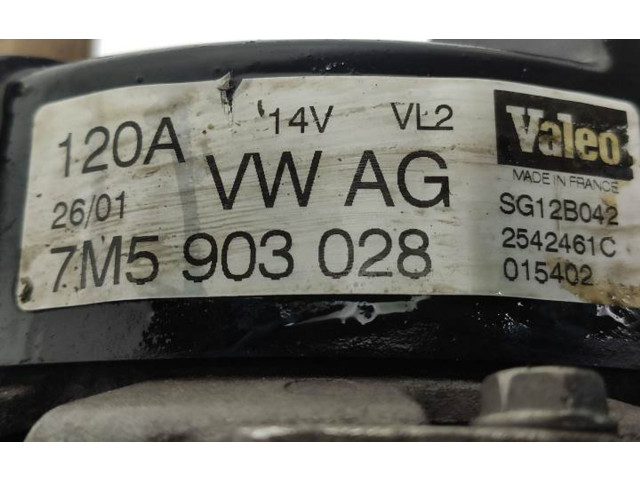 120A 14V VL2
Valeo
MADE IN FRANCE
26/01 VW AG
SG12B042
7M5 903 028
2542461C
015402